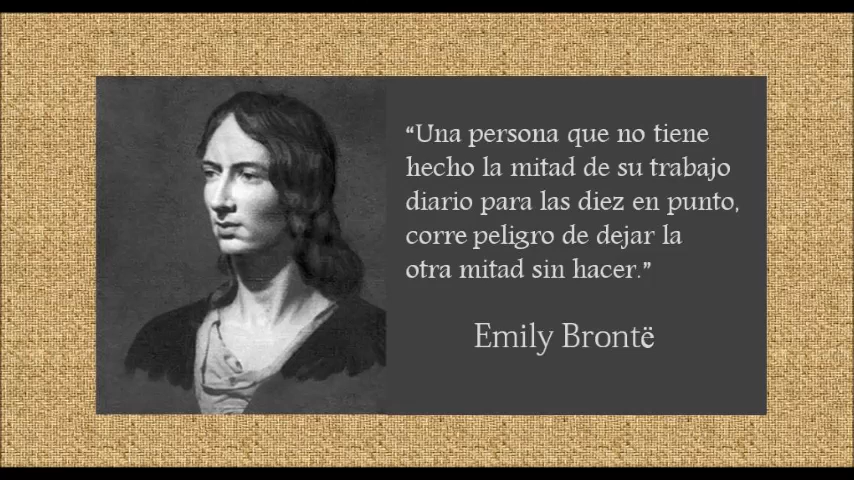 “Una persona que no tiene
hecho la mitad de su trabajo
diario para las diez en punto,
corre peligro de dejar la
otra mitad sin hacer.”
Emily Brontë